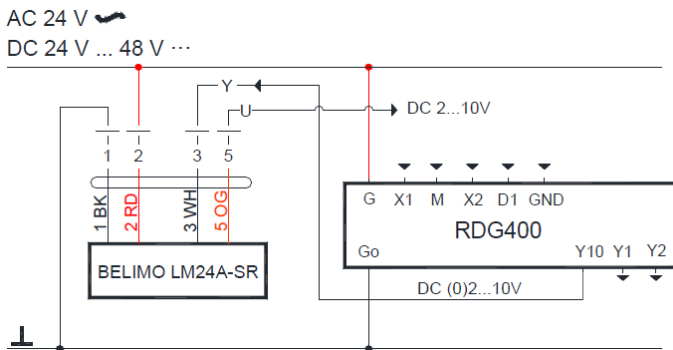 AC 24 V
DC 24 V ... 48 V ...
Y
U
DC 2...10V
1 2 3 5
1 BK
2 RD
3 WH
5 OG
G X1 M X2 D1 GND
RDG400
Go Y10 Y1 Y2
BELIMO LM24A-SR
DC (0)2...10V